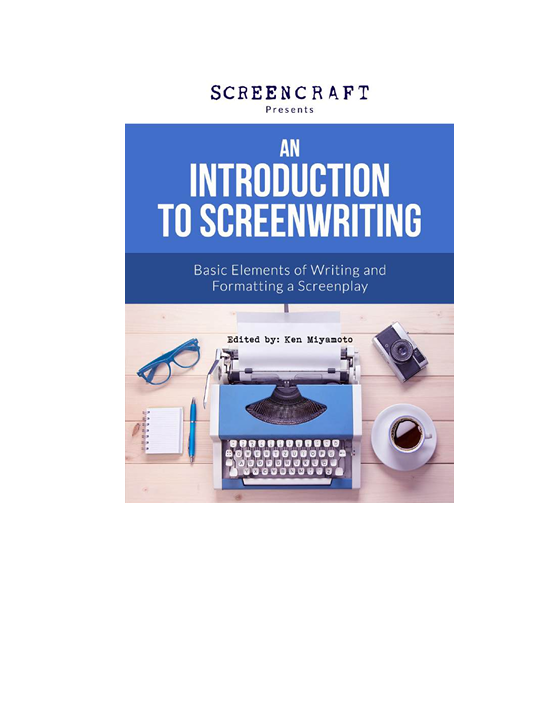 SCREENCRAFT
Presents
AN
INTRODUCTION
TO SCREENWRITING
Basic Elements of Writing and
Formatting a Screenplay
Edited by: Ken Miyamoto